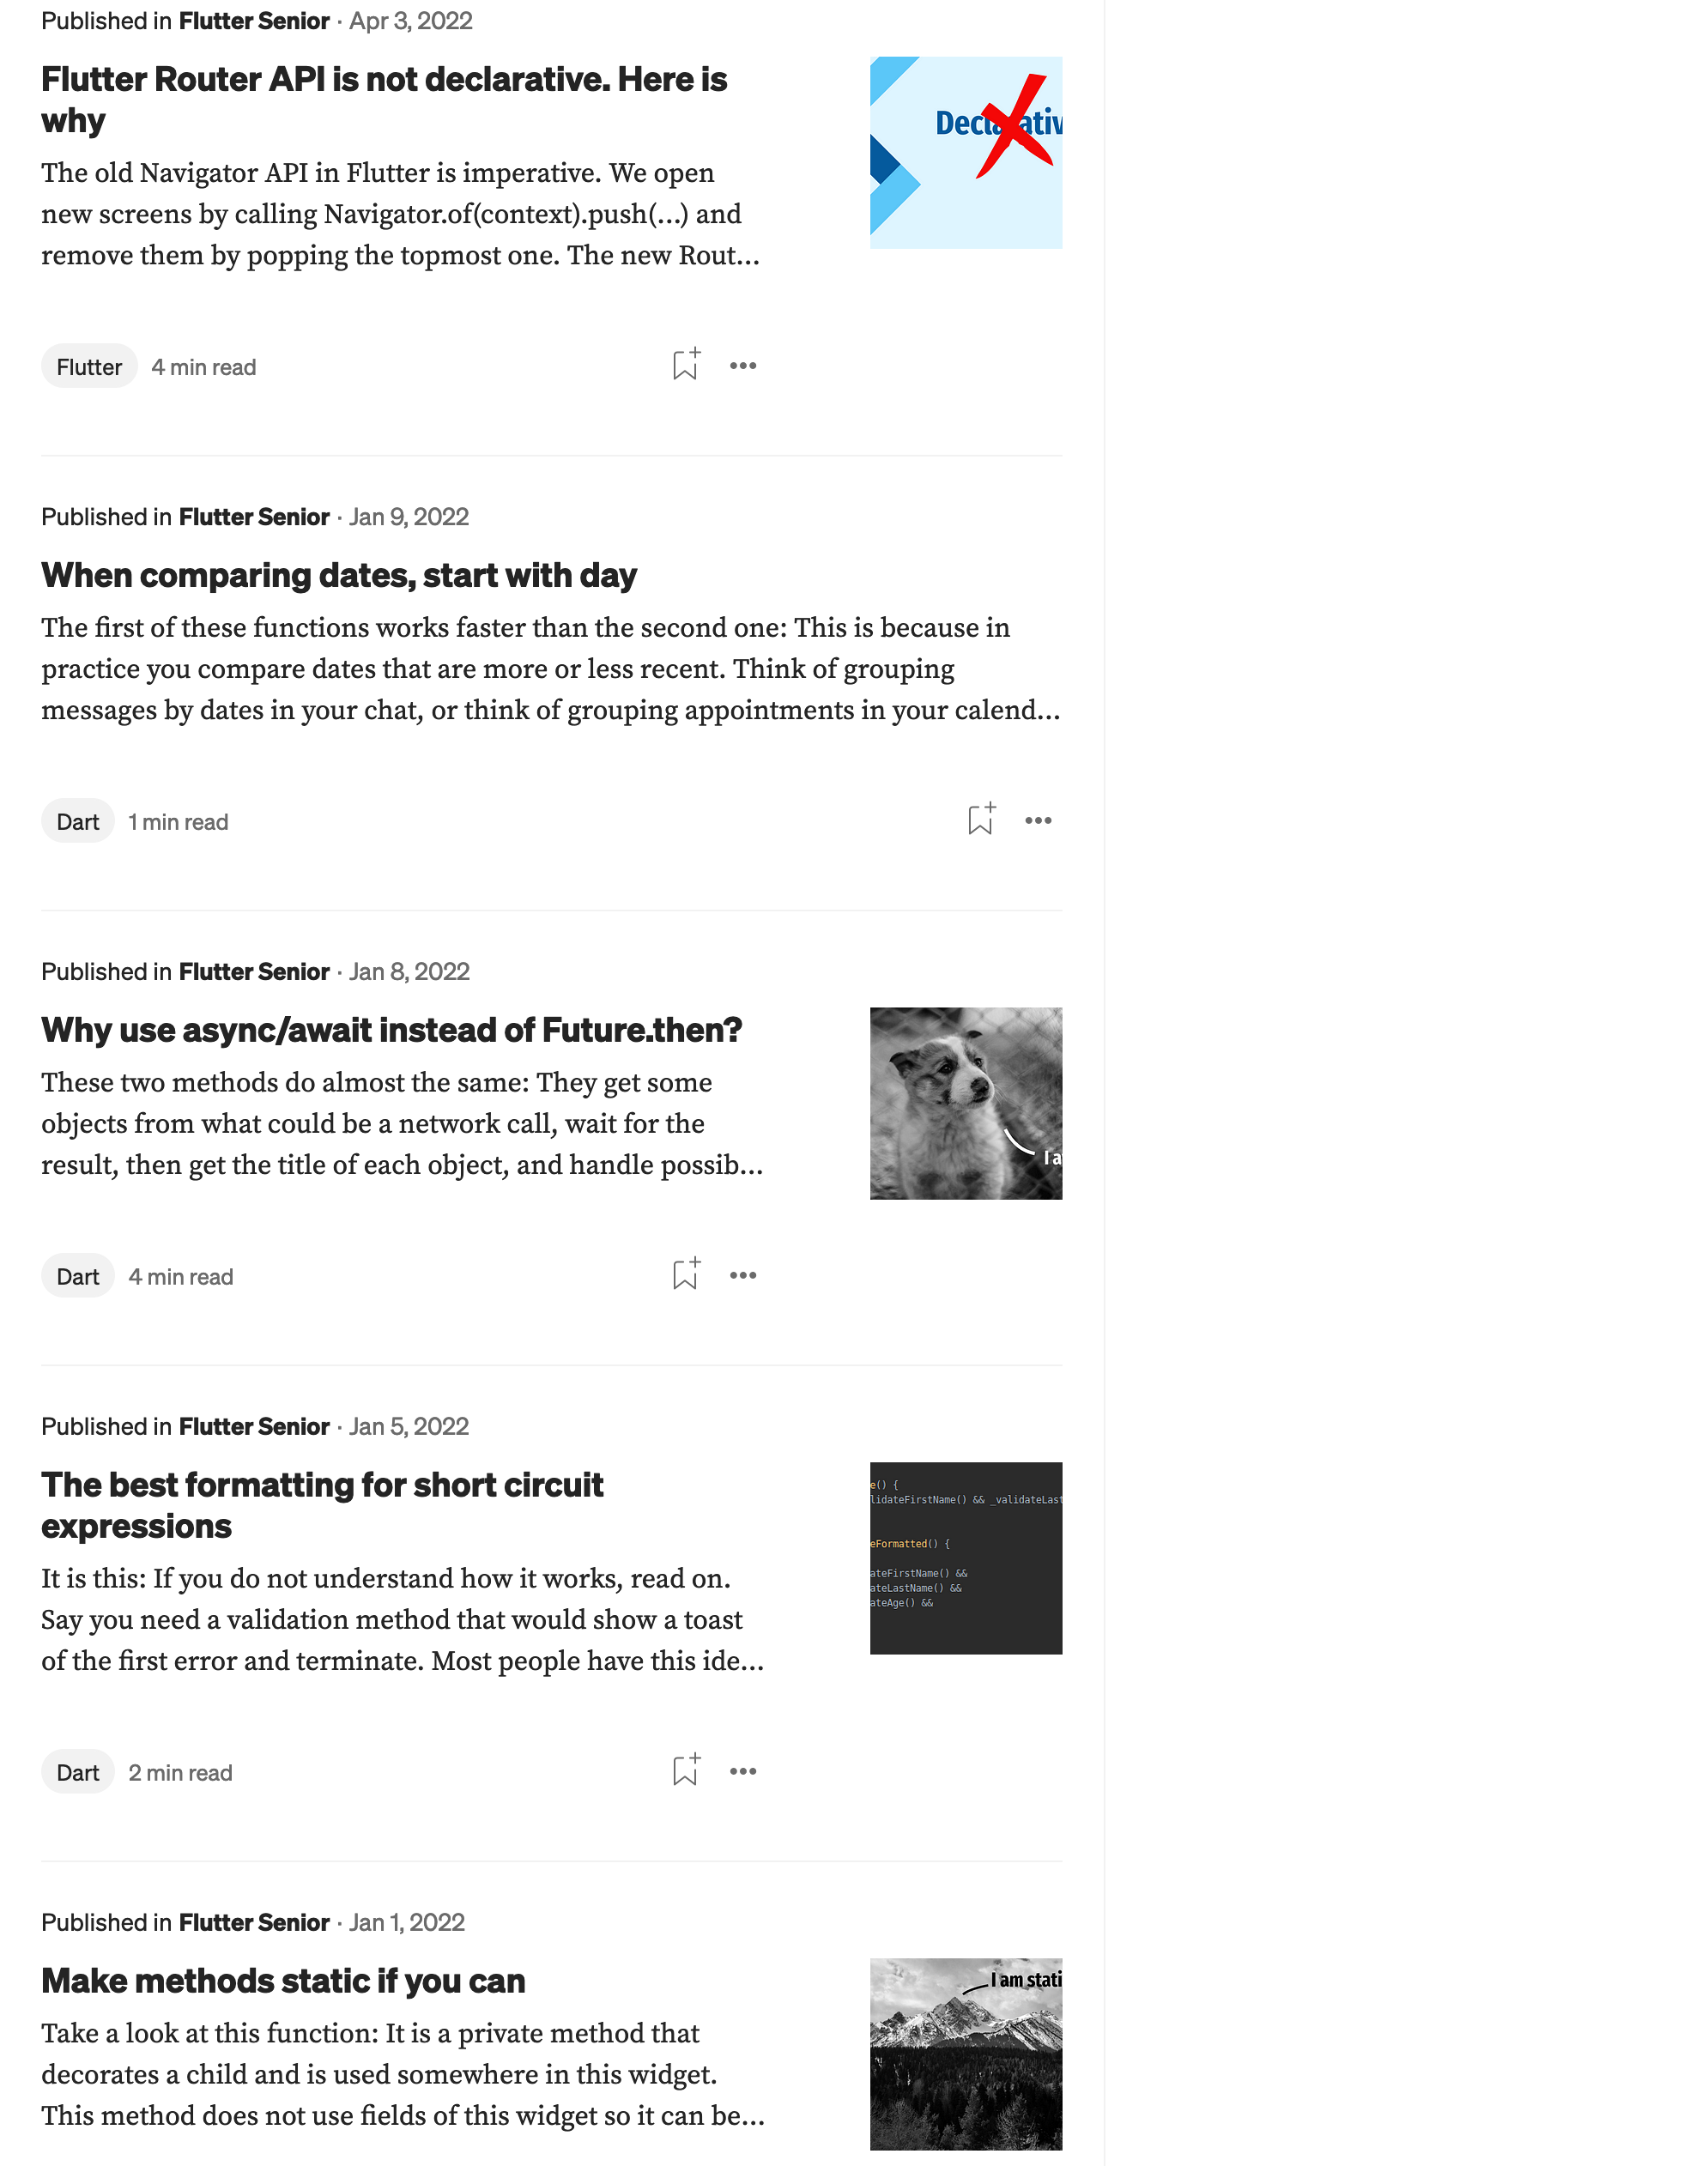 Published in Flutter Senior · Apr 3, 2022
Flutter Router API is not declarative. Here is
why
The old Navigator API in Flutter is imperative. We open
new screens by calling Navigator.of(context).push(…) and
remove them by popping the topmost one. The new Rout…
Flutter 4 min read
Published in Flutter Senior · Jan 9, 2022
When comparing dates, start with day
The first of these functions works faster than the second one: This is because in
practice you compare dates that are more or less recent. Think of grouping
messages by dates in your chat, or think of grouping appointments in your calend…
Dart 1 min read
Published in Flutter Senior · Jan 8, 2022
Why use async/await instead of Future.then?
These two methods do almost the same: They get some
objects from what could be a network call, wait for the
result, then get the title of each object, and handle possib…
I a
Dart 4 min read
Published in Flutter Senior · Jan 5, 2022
The best formatting for short circuit
expressions
It is this: If you do not understand how it works, read on.
Say you need a validation method that would show a toast
of the first error and terminate. Most people have this ide…
e() {
lidateFirstName() && _validateLast
eFormatted() {
ateFirstName() &&
ateLastName() &&
ateAge() &&
Dart 2 min read
Published in Flutter Senior · Jan 1, 2022
Make methods static if you can
Take a look at this function: It is a private method that
decorates a child and is used somewhere in this widget.
This method does not use fields of this widget so it can be…
I am stati